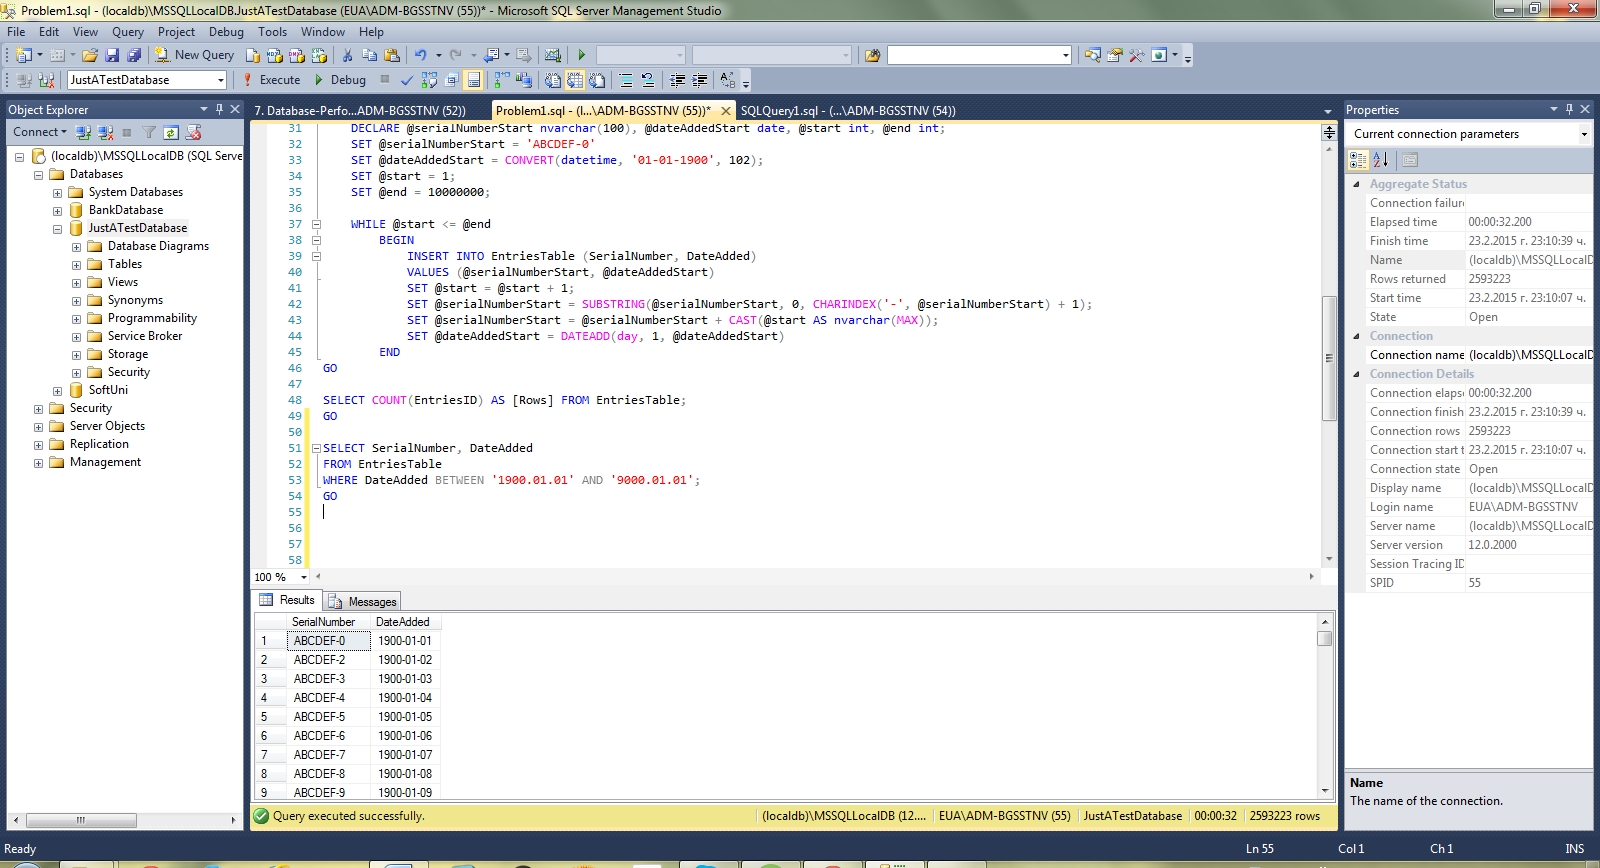 Problem1.sql - (localdb)\MSSQLLocalDB.JustATestDatabase (EUA\ADM-BGSSTNV (55))* - Microsoft SQL Server Management Studio
File Edit View Query Project Debug Tools Window Help
New Query
JustATestDatabase Execute Debug
Object Explorer
Connect
(localdb)\MSSQLLocalDB (SQL Serve
Databases
System Databases
BankDatabase
JustATestDatabase
Database Diagrams
Tables
Views
Synonyms
Programmability
Service Broker
Storage
Security
SoftUni
Security
Server Objects
Replication
Management
7. Database-Perfo...ADM-BGSSTNV (52)) Problem1.sql - (l...\ADM-BGSSTNV (55))* SQLQuery1.sql - (...\ADM-BGSSTNV (54))
31 DECLARE @serialNumberStart nvarchar(100), @dateAddedStart date, @start int, @end int;
32 SET @serialNumberStart = 'ABCDEF-0'
33 SET @dateAddedStart = CONVERT(datetime, '01-01-1900', 102);
34 SET @start = 1;
35 SET @end = 10000000;
36
37 WHILE @start <= @end
38 BEGIN
39 INSERT INTO EntriesTable (SerialNumber, DateAdded)
40 VALUES (@serialNumberStart, @dateAddedStart)
41 SET @start = @start + 1;
42 SET @serialNumberStart = SUBSTRING(@serialNumberStart, 0, CHARINDEX('-', @serialNumberStart) + 1);
43 SET @serialNumberStart = @serialNumberStart + CAST(@start AS nvarchar(MAX));
44 SET @dateAddedStart = DATEADD(day, 1, @dateAddedStart)
45 END
46 GO
47
48 SELECT COUNT(EntriesID) AS [Rows] FROM EntriesTable;
49 GO
50
51 SELECT SerialNumber, DateAdded
52 FROM EntriesTable
53 WHERE DateAdded BETWEEN '1900.01.01' AND '9000.01.01';
54 GO
55
56
57
58
100 %
Results Messages
SerialNumber DateAdded
1 ABCDEF-0 1900-01-01
2 ABCDEF-2 1900-01-02
3 ABCDEF-3 1900-01-03
4 ABCDEF-4 1900-01-04
5 ABCDEF-5 1900-01-05
6 ABCDEF-6 1900-01-06
7 ABCDEF-7 1900-01-07
8 ABCDEF-8 1900-01-08
9 ABCDEF-9 1900-01-09
Query executed successfully. (localdb)\MSSQLLocalDB (12.... EUA\ADM-BGSSTNV (55) JustATestDatabase 00:00:32 2593223 rows
Properties
Current connection parameters
Aggregate Status
Connection failure
Elapsed time 00:00:32.200
Finish time 23.2.2015 г. 23:10:39 ч.
Name (localdb)\MSSQLLocalD
Rows returned 2593223
Start time 23.2.2015 г. 23:10:07 ч.
State Open
Connection
Connection name (localdb)\MSSQLLocalD
Connection Details
Connection elaps 00:00:32.200
Connection finish 23.2.2015 г. 23:10:39 ч.
Connection rows 2593223
Connection start t 23.2.2015 г. 23:10:07 ч.
Connection state Open
Display name (localdb)\MSSQLLocalD
Login name EUA\ADM-BGSSTNV
Server name (localdb)\MSSQLLocalD
Server version 12.0.2000
Session Tracing ID
SPID 55
Name
The name of the connection.
Ready Ln 55 Col 1 Ch 1 INS